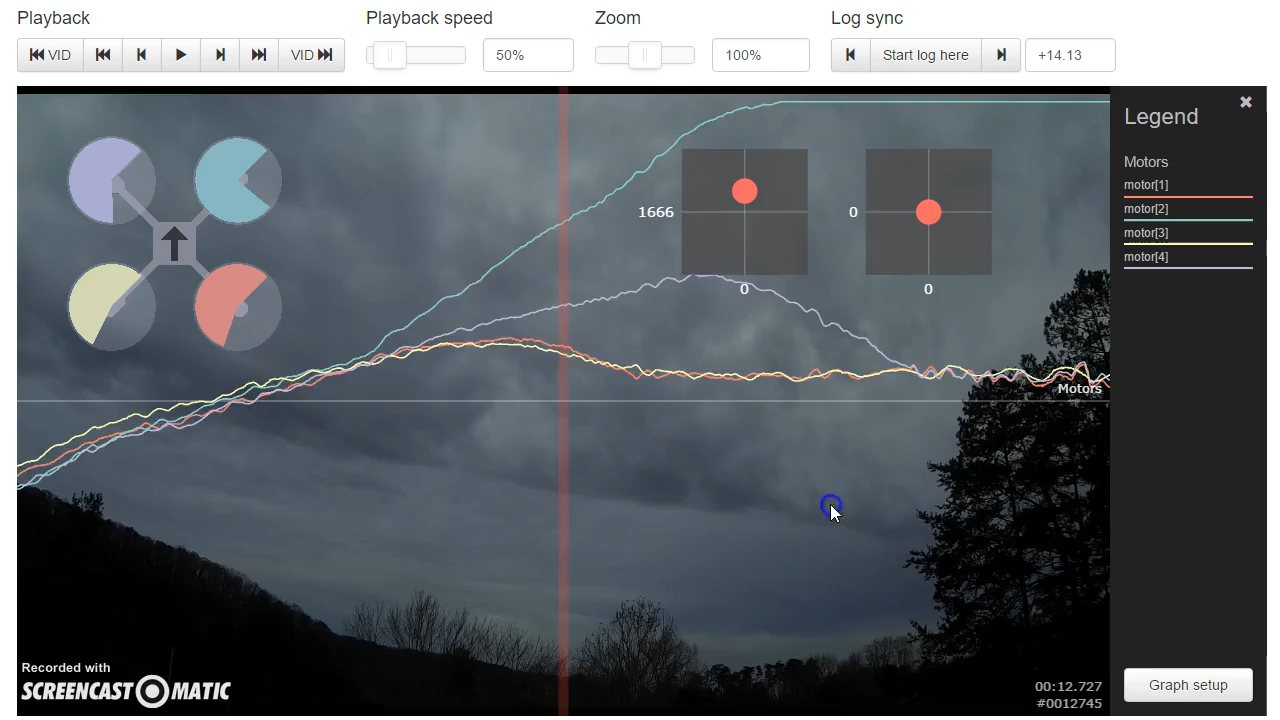 Playback
Playback speed
Zoom
Log sync
VID
VID
50%
100%
Start log here
+14.13
Legend
Motors
motor[1]
motor[2]
motor[3]
motor[4]
1666
0
0
0
Motors
Recorded with
SCREENCAST O MATIC
00:12.727
#0012745
Graph setup